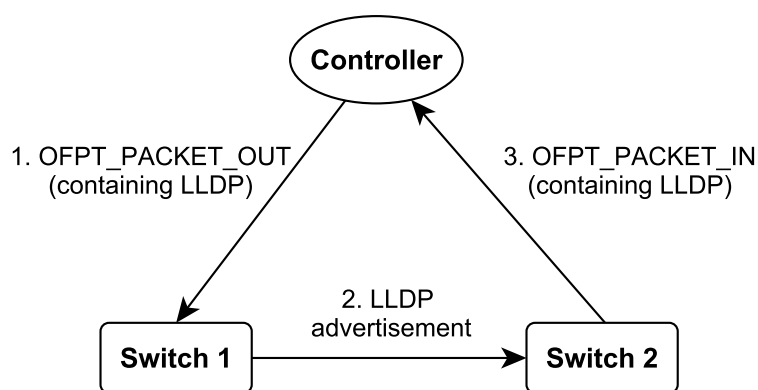 Controller
1. OFPT_PACKET_OUT
(containing LLDP)
3. OFPT_PACKET_IN
(containing LLDP)
2. LLDP
advertisement
Switch 1
Switch 2